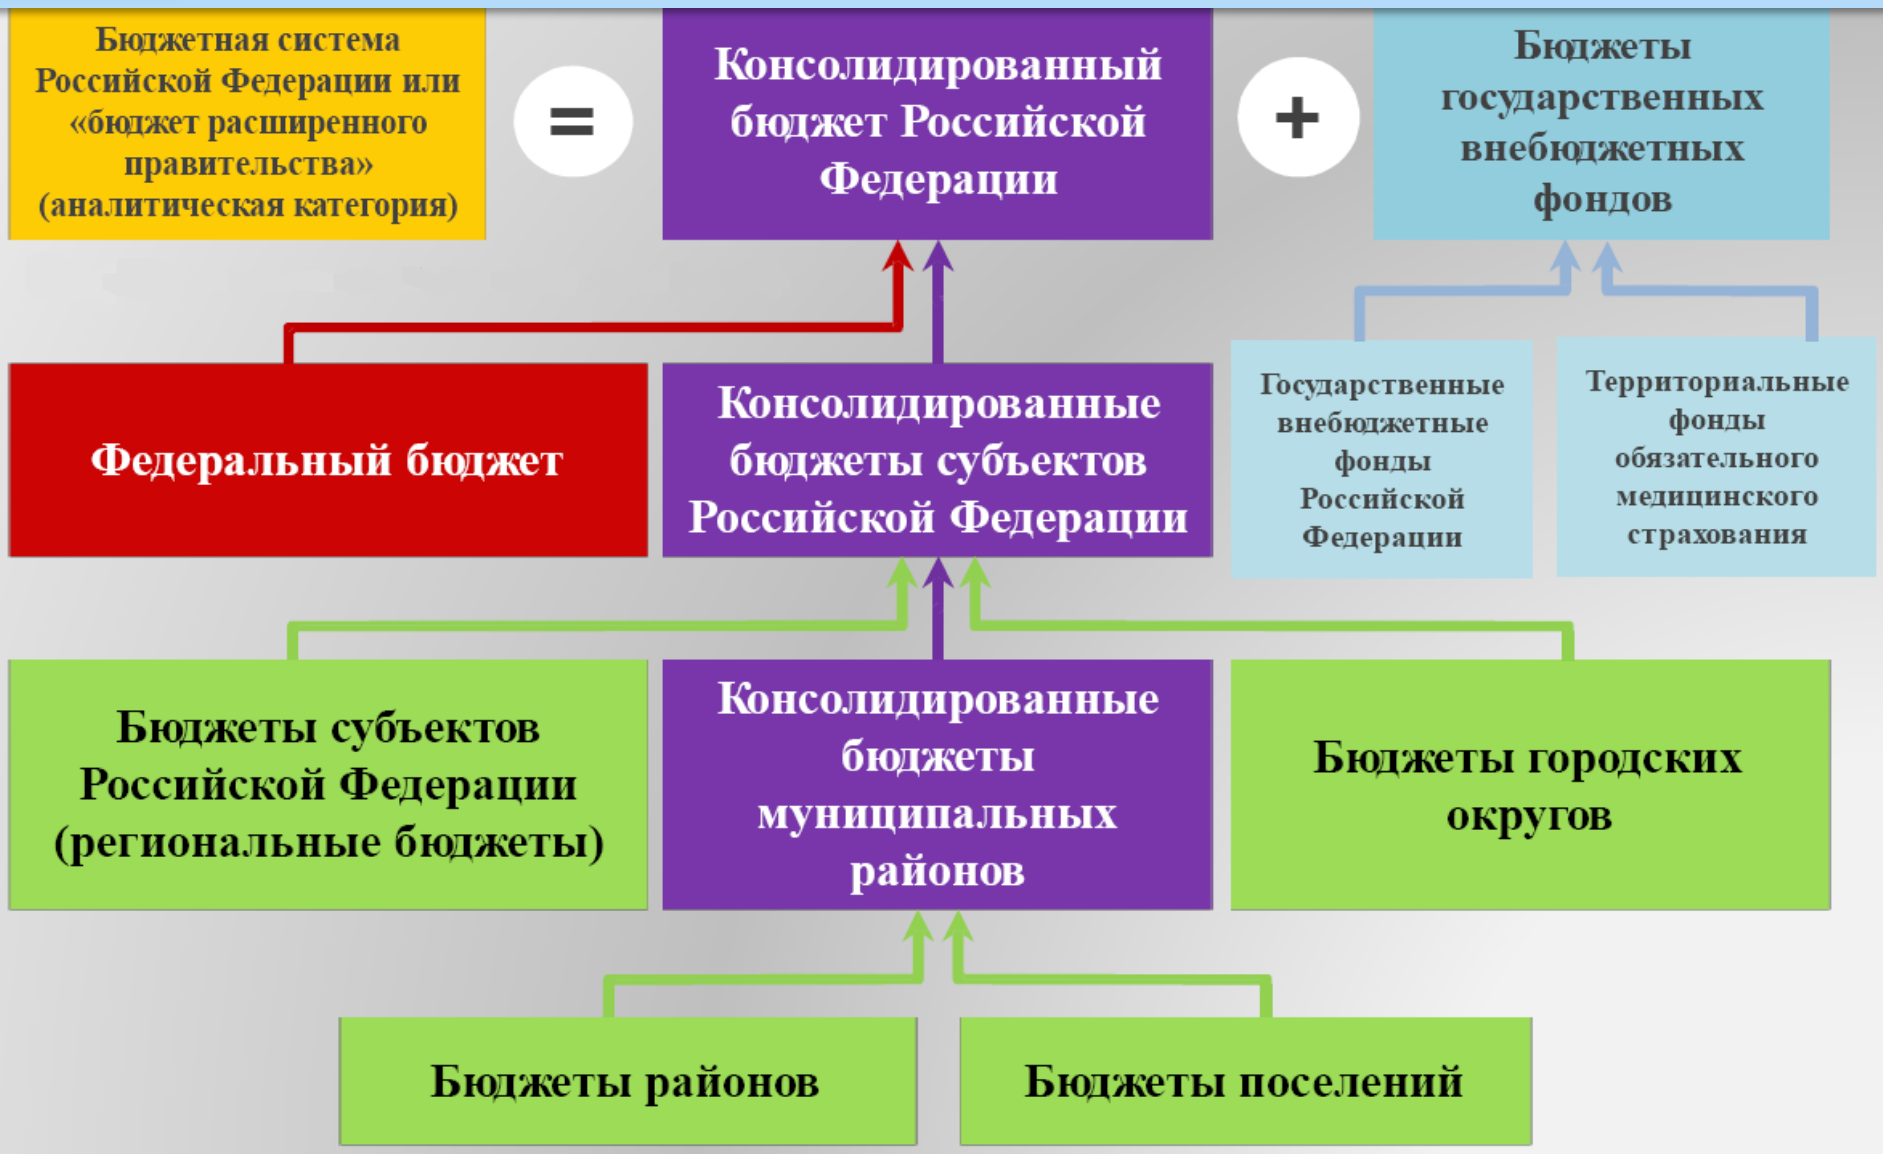 Бюджетная система
Российской Федерации или
«бюджет расширенного
правительства»
(аналитическая категория)
=
Консолидированный
бюджет Российской
Федерации
+
Бюджеты
государственных
внебюджетных
фондов
Федеральный бюджет
Консолидированные
бюджеты субъектов
Российской Федерации
Государственные
внебюджетные
фонды
Российской
Федерации
Территориальные
фонды
обязательного
медицинского
страхования
Бюджеты субъектов
Российской Федерации
(региональные бюджеты)
Консолидированные
бюджеты
муниципальных
районов
Бюджеты городских
округов
Бюджеты районов
Бюджеты поселений